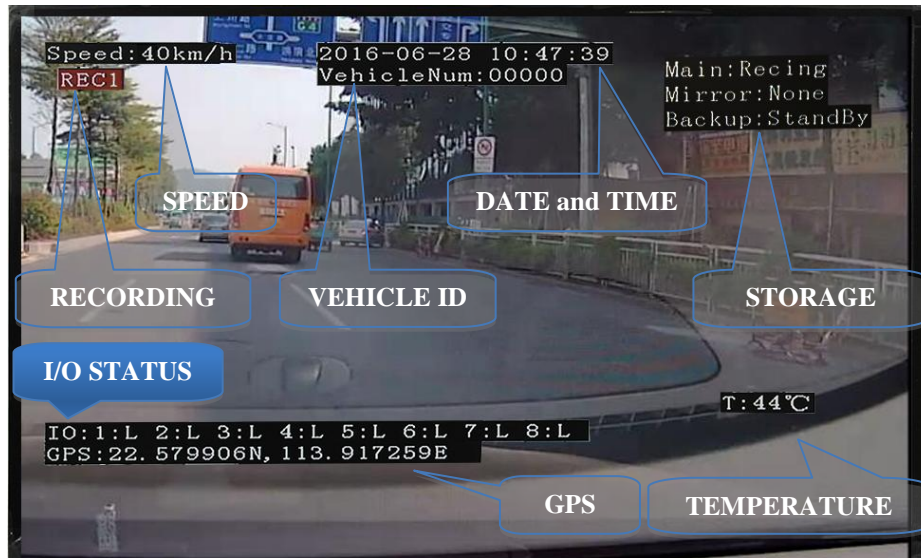 G4
Speed:40km/h
2016-06-28 10:47:39
REC1
VehicleNum:00000
Main:Recing
Mirror:None
Backup:StandBy
SPEED
DATE and TIME
RECORDING
VEHICLE ID
STORAGE
I/O STATUS
T:44℃
IO:1:L 2:L 3:L 4:L 5:L 6:L 7:L 8:L
GPS:22.579906N,113.917259E
GPS
TEMPERATURE